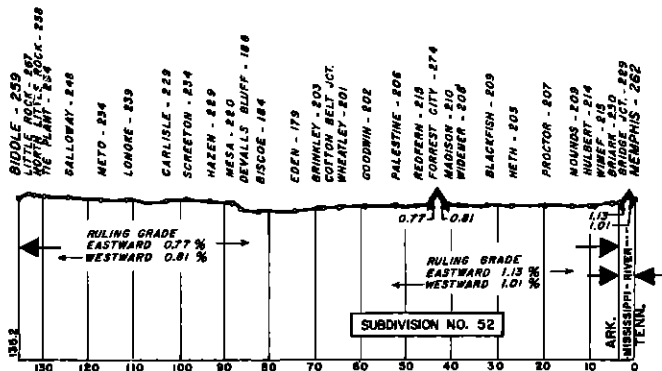 BIDDLE - 259
LITTLE ROCK - 267
NORTH LITTLE ROCK - 258
TIE PLANT - 254
GALLOWAY - 248
METO - 234
LONOKE - 239
CARLISLE - 229
SCREETON - 234
HAZEN - 229
MESA - 220
DEVALLS BLUFF - 188
BISCOE - 184
EDEN - 179
BRINKLEY - 203
COTTON BELT JCT.
WHEATLEY - 201
GOODWIN - 202
PALESTINE - 206
REDFERN - 215
FORREST CITY - 274
MADISON - 210
WIDENER - 208
BLACKFISH - 209
HETH - 205
PROCTOR - 207
MOUNDS - 209
HULBERT - 214
WIMEF - 215
BRIARK - 230
BRIDGE JCT. - 229
MEMPHIS - 262
0.77 0.81
1.13
1.01
RULING GRADE
EASTWARD 0.77 %
WESTWARD 0.81 %
RULING GRADE
EASTWARD 1.13 %
WESTWARD 1.01 %
SUBDIVISION NO. 52
ARK.
MISSISSIPPI - RIVER
TENN.
135.2
130 120 110 100 90 80 70 60 50 40 30 20 10 0